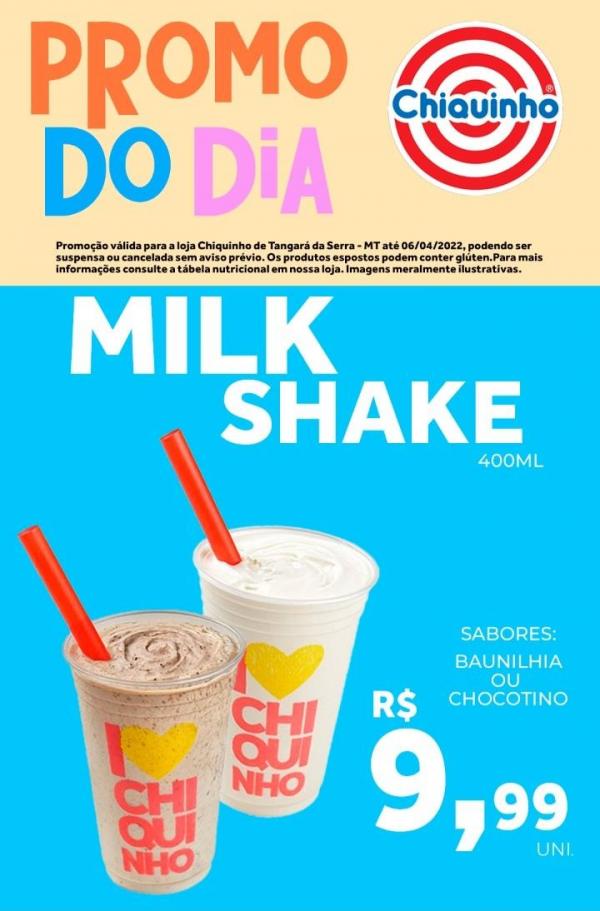 PROMO
DO DiA
Chiquinho®
Promoção válida para a loja Chiquinho de Tangará da Serra - MT até 06/04/2022, podendo ser
suspensa ou cancelada sem aviso prévio. Os produtos espostos podem conter glúten.Para mais
informações consulte a tábela nutricional em nossa loja. Imagens meralmente ilustrativas.
MILK
SHAKE
400ML
SABORES:
BAUNILHIA
OU
CHOCOTINO
R$
9,99
UNI.
I
CHI
QUI
NHO
I
CHI
QUI
NHO